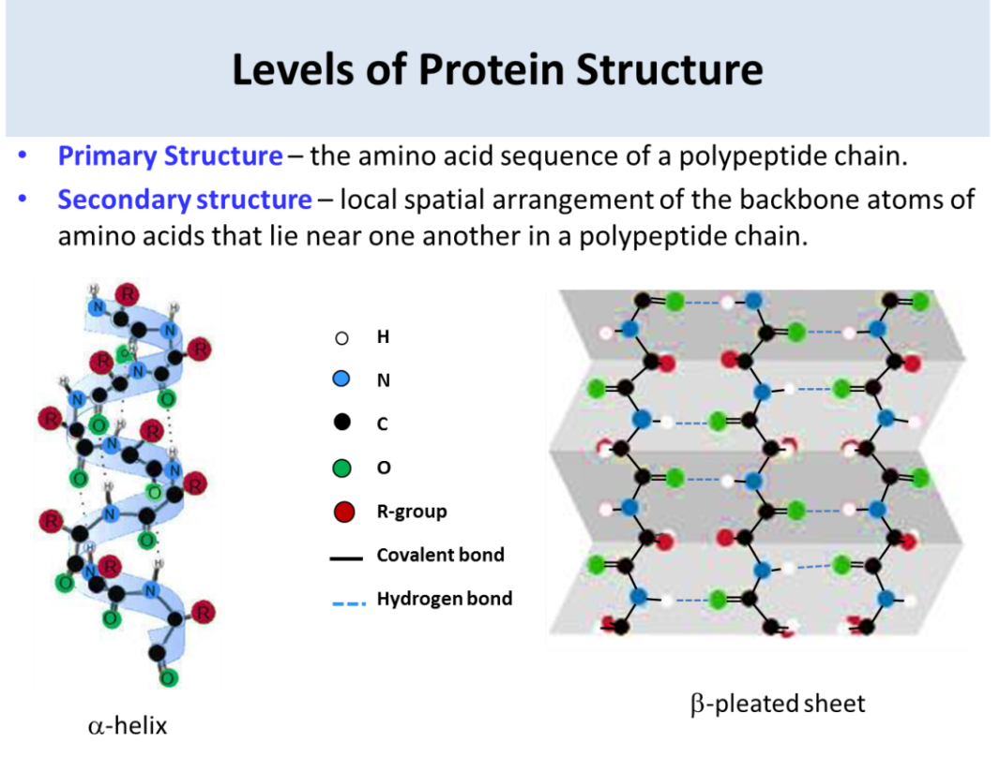 Levels of Protein Structure
• Primary Structure – the amino acid sequence of a polypeptide chain.
• Secondary structure – local spatial arrangement of the backbone atoms of
amino acids that lie near one another in a polypeptide chain.
H
N
C
O
R-group
Covalent bond
Hydrogen bond
H
R
N
H
N
R
O
R
N
H
O
N
R
O
H
R
N
H
O
N
R
O
H
N
R
O
H
N
R
H
N
O
O
R
O
α-helix
β-pleated sheet